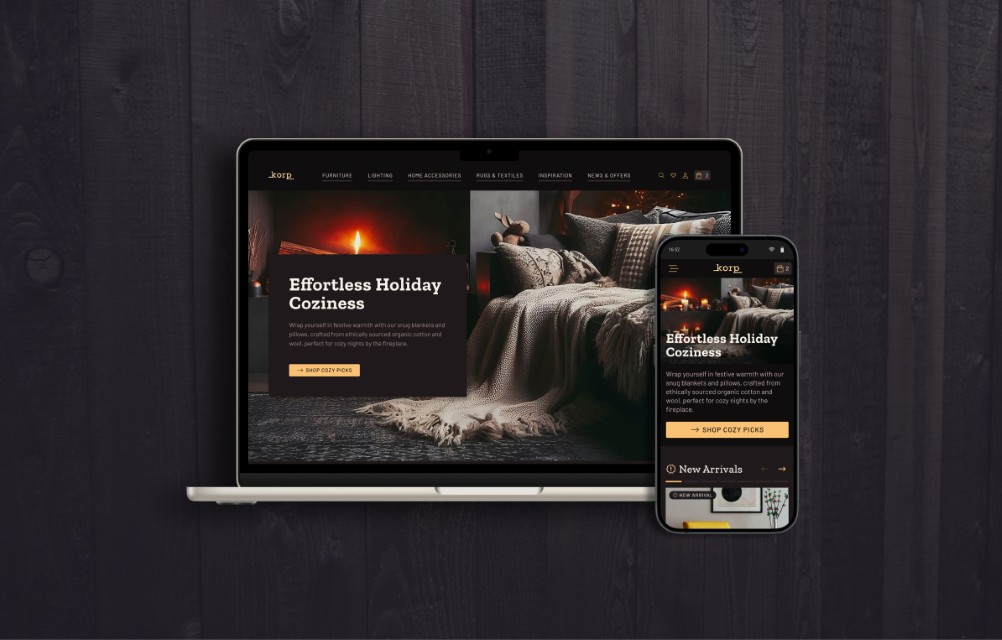 korp
FURNITURE LIGHTING HOME ACCESSORIES RUGS & TEXTILES INSPIRATION NEWS & OFFERS
2
Effortless Holiday
Coziness
Wrap yourself in festive warmth with our snug blankets and
pillows, crafted from ethically sourced organic cotton and
wool, perfect for cozy nights by the fireplace.
→ SHOP COZY PICKS
16:52
korp
2
Effortless Holiday
Coziness
Wrap yourself in festive warmth with our
snug blankets and pillows, crafted from
ethically sourced organic cotton and
wool, perfect for cozy nights by the
fireplace.
→ SHOP COZY PICKS
New Arrivals
← →
NEW ARRIVAL